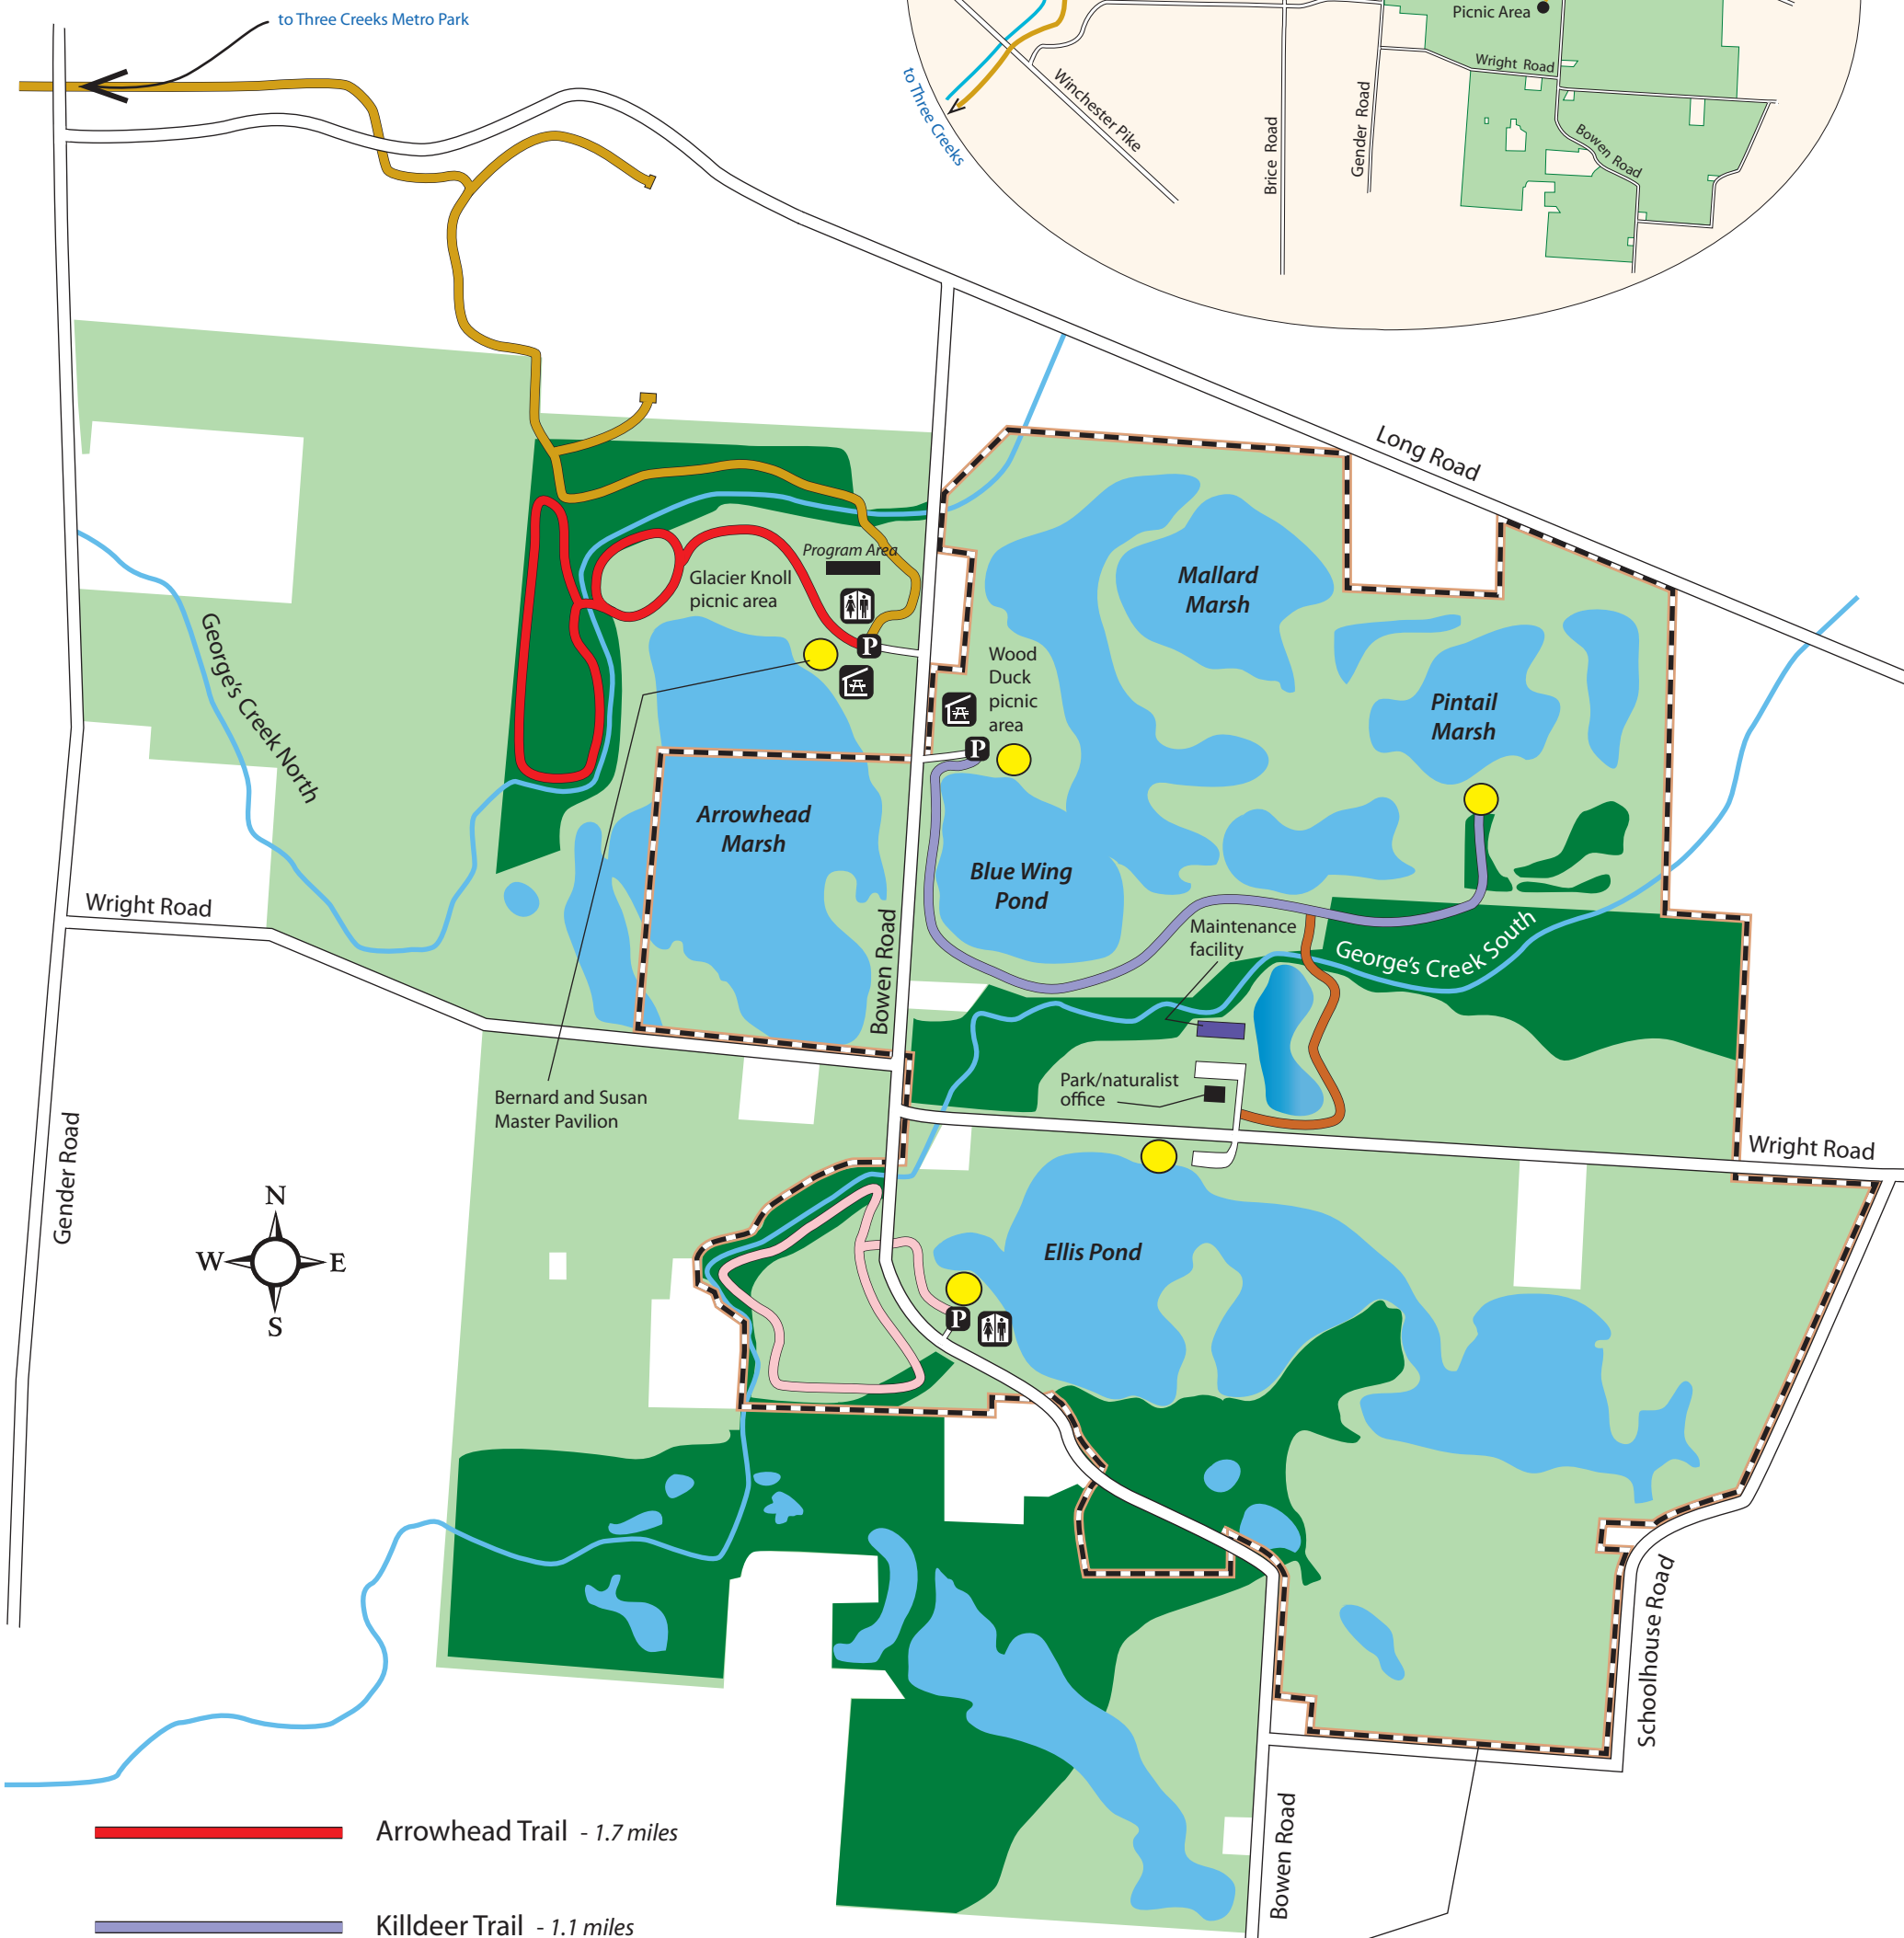 to Three Creeks Metro Park
Picnic Area
Wright Road
to Three Creeks
Winchester Pike
Brice Road
Gender Road
Bowen Road
Long Road
Program Area
Glacier Knoll
picnic area
P
Mallard
Marsh
Wood
Duck
picnic
area
P
Pintail
Marsh
George's Creek North
Arrowhead
Marsh
Blue Wing
Pond
Wright Road
Bowen Road
Maintenance
facility
George's Creek South
Park/naturalist
office
Bernard and Susan
Master Pavilion
Gender Road
Wright Road
N
W
E
S
Ellis Pond
P
Schoolhouse Road
Bowen Road
Arrowhead Trail - 1.7 miles
Killdeer Trail - 1.1 miles